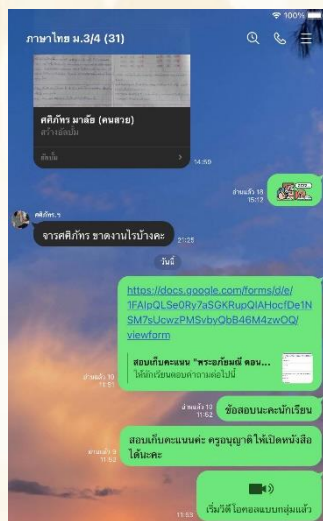 100%
ภาษาไทย ม.3/4 (31)
ศศิภัทร มาลัย (คนสวย)
สร้างอัลบั้ม
อัลบั้ม
14:59
อ่านแล้ว 18
15:12
ศศิภัทร.ฯ
จารศศิภัทร ขาดงานไรบ้างคะ
21:25
วันนี้
https://docs.google.com/forms/d/e/
1FAIpQLSe0Ry7aSGKRupQIAHocfDe1N
SM7sUcwzPMSvbyQbB46M4zwOQ/
viewform
สอบเก็บคะแนน "พระอภัยมณี ตอน...
ให้นักเรียนตอบคำถามต่อไปนี้
อ่านแล้ว 10
11:51
อ่านแล้ว 10
11:52
ข้อสอบนะคะนักเรียน
สอบเก็บคะแนนค่ะ ครูอนุญาติให้เปิดหนังสือ
ได้นะคะ
11:52
เริ่มวิดีโอคอลแบบกลุ่มแล้ว
11:53